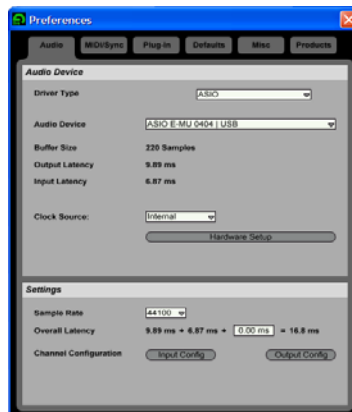 Preferences
Audio MIDI/Sync Plug-In Defaults Misc Products
Audio Device
Driver Type ASIO
Audio Device ASIO E-MU 0404 | USB
Buffer Size 220 Samples
Output Latency 9.89 ms
Input Latency 6.87 ms
Clock Source: Internal
Hardware Setup
Settings
Sample Rate 44100
Overall Latency 9.89 ms + 6.87 ms + 0.00 ms = 16.8 ms
Channel Configuration Input Config Output Config